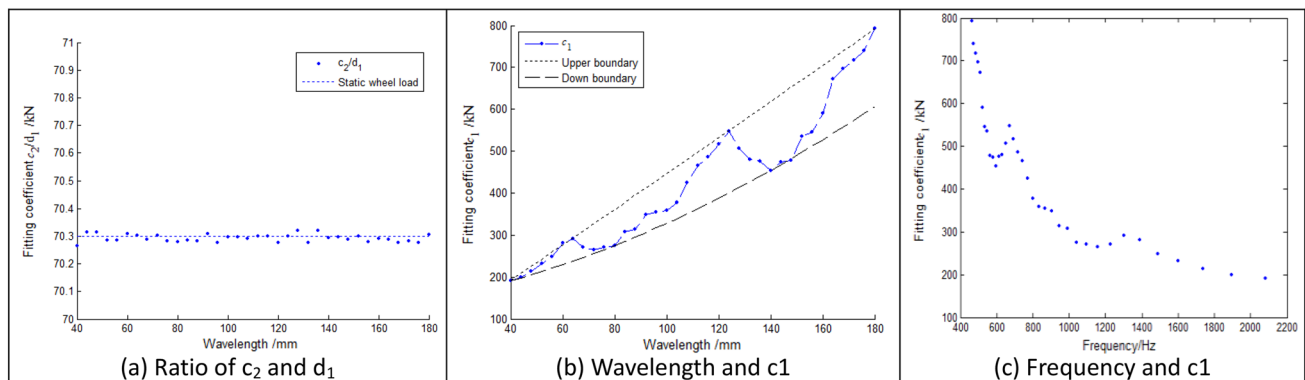 71
70.9
70.8
70.7
70.6
70.5
70.4
70.3
70.2
70.1
70
Fitting coefficient c₂/d₁ /kN
c₂/d₁
Static wheel load
40 60 80 100 120 140 160 180
Wavelength /mm
(a) Ratio of c₂ and d₁
800
700
600
500
400
300
200
100
0
Fitting coefficient c₁ /kN
c₁
Upper boundary
Down boundary
40 60 80 100 120 140 160 180
Wavelength /mm
(b) Wavelength and c1
800
700
600
500
400
300
200
100
0
Fitting coefficient c₁ /kN
400 600 800 1000 1200 1400 1600 1800 2000 2200
Frequency/Hz
(c) Frequency and c1